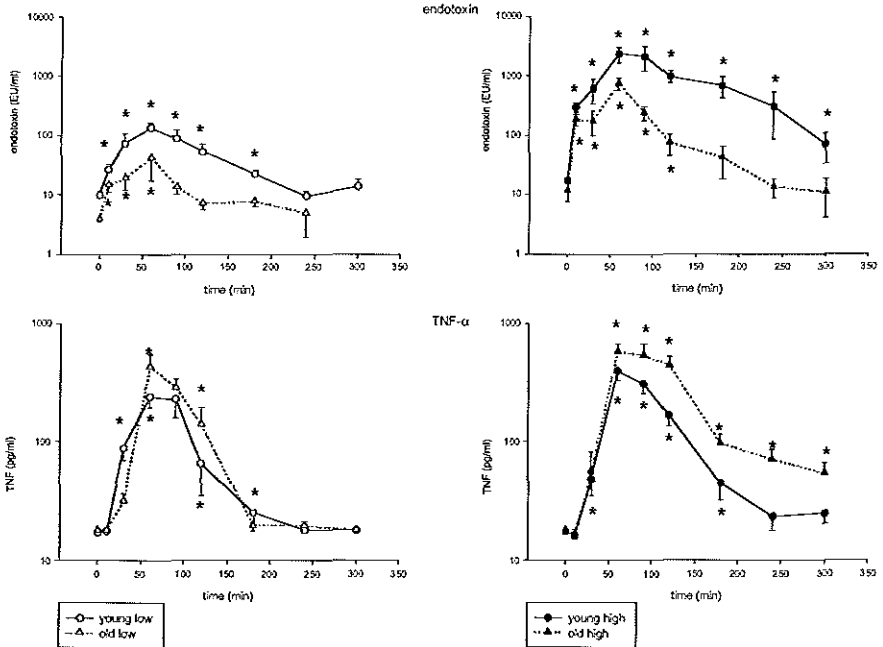 endotoxin
10000
1000
100
10
1
endotoxin (EU/ml)
* * * * * *
* * *
0 50 100 150 200 250 300 350
time (min)
10000
1000
100
10
1
endotoxin (EU/ml)
* * * * * * * *
* * * * *
0 50 100 150 200 250 300 350
time (min)
TNF-α
1000
100
10
TNF (pg/ml)
* * *
* * *
0 50 100 150 200 250 300 350
time (min)
1000
100
10
TNF (pg/ml)
* * * * * *
* * * * *
0 50 100 150 200 250 300 350
time (min)
young low
old low
young high
old high